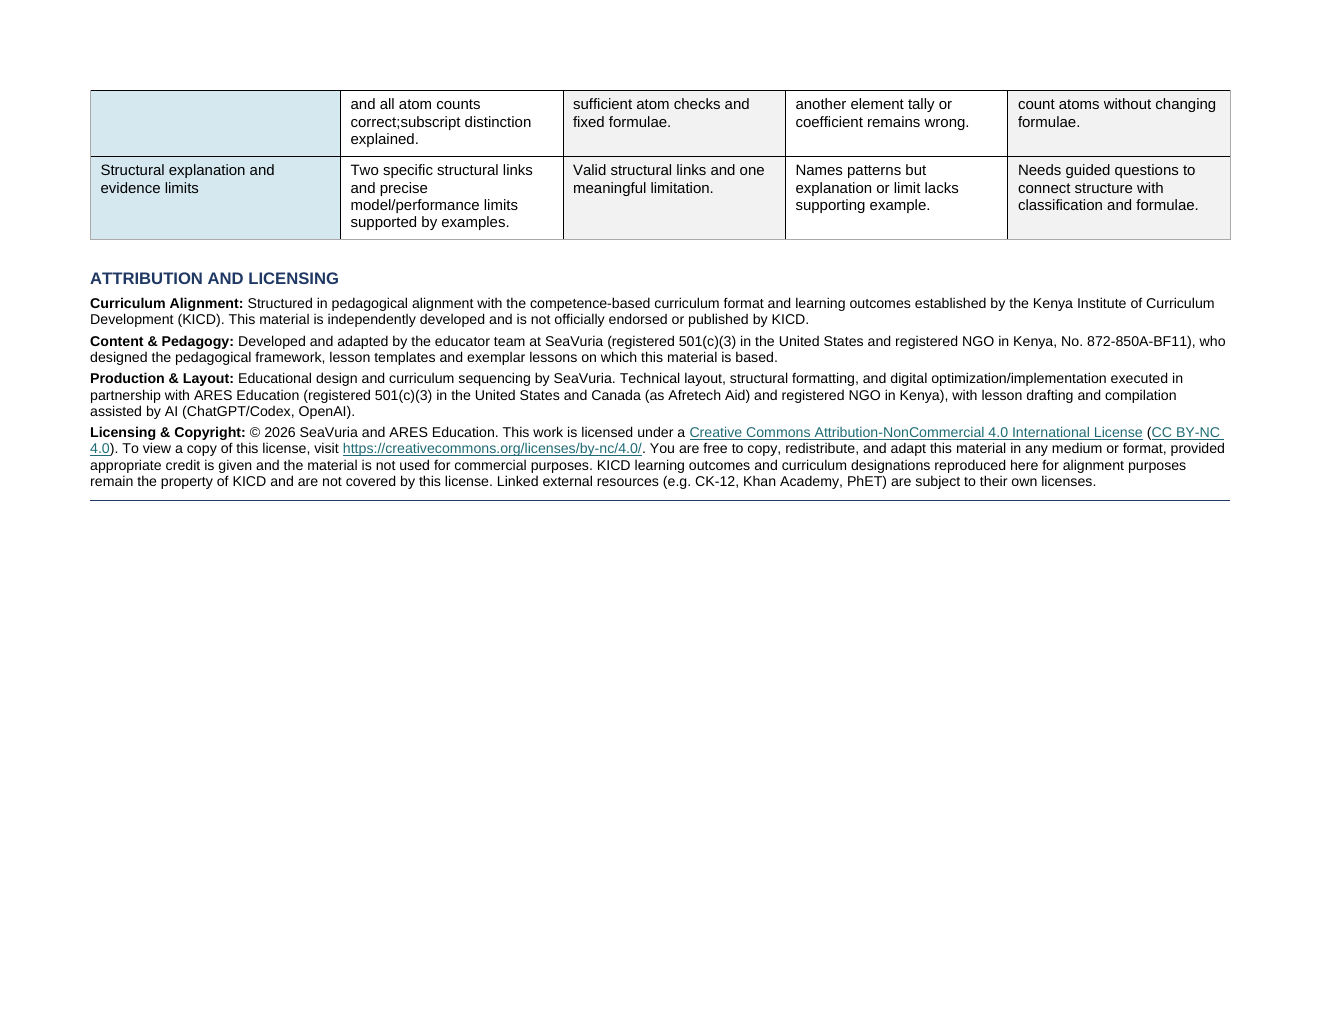 and all atom counts
correct;subscript distinction
explained.
sufficient atom checks and
fixed formulae.
another element tally or
coefficient remains wrong.
count atoms without changing
formulae.
Structural explanation and
evidence limits
Two specific structural links
and precise
model/performance limits
supported by examples.
Valid structural links and one
meaningful limitation.
Names patterns but
explanation or limit lacks
supporting example.
Needs guided questions to
connect structure with
classification and formulae.
ATTRIBUTION AND LICENSING
Curriculum Alignment: Structured in pedagogical alignment with the competence-based curriculum format and learning outcomes established by the Kenya Institute of Curriculum
Development (KICD). This material is independently developed and is not officially endorsed or published by KICD.
Content & Pedagogy: Developed and adapted by the educator team at SeaVuria (registered 501(c)(3) in the United States and registered NGO in Kenya, No. 872-850A-BF11), who
designed the pedagogical framework, lesson templates and exemplar lessons on which this material is based.
Production & Layout: Educational design and curriculum sequencing by SeaVuria. Technical layout, structural formatting, and digital optimization/implementation executed in
partnership with ARES Education (registered 501(c)(3) in the United States and Canada (as Afretech Aid) and registered NGO in Kenya), with lesson drafting and compilation
assisted by AI (ChatGPT/Codex, OpenAI).
Licensing & Copyright: © 2026 SeaVuria and ARES Education. This work is licensed under a Creative Commons Attribution-NonCommercial 4.0 International License (CC BY-NC
4.0). To view a copy of this license, visit https://creativecommons.org/licenses/by-nc/4.0/. You are free to copy, redistribute, and adapt this material in any medium or format, provided
appropriate credit is given and the material is not used for commercial purposes. KICD learning outcomes and curriculum designations reproduced here for alignment purposes
remain the property of KICD and are not covered by this license. Linked external resources (e.g. CK-12, Khan Academy, PhET) are subject to their own licenses.